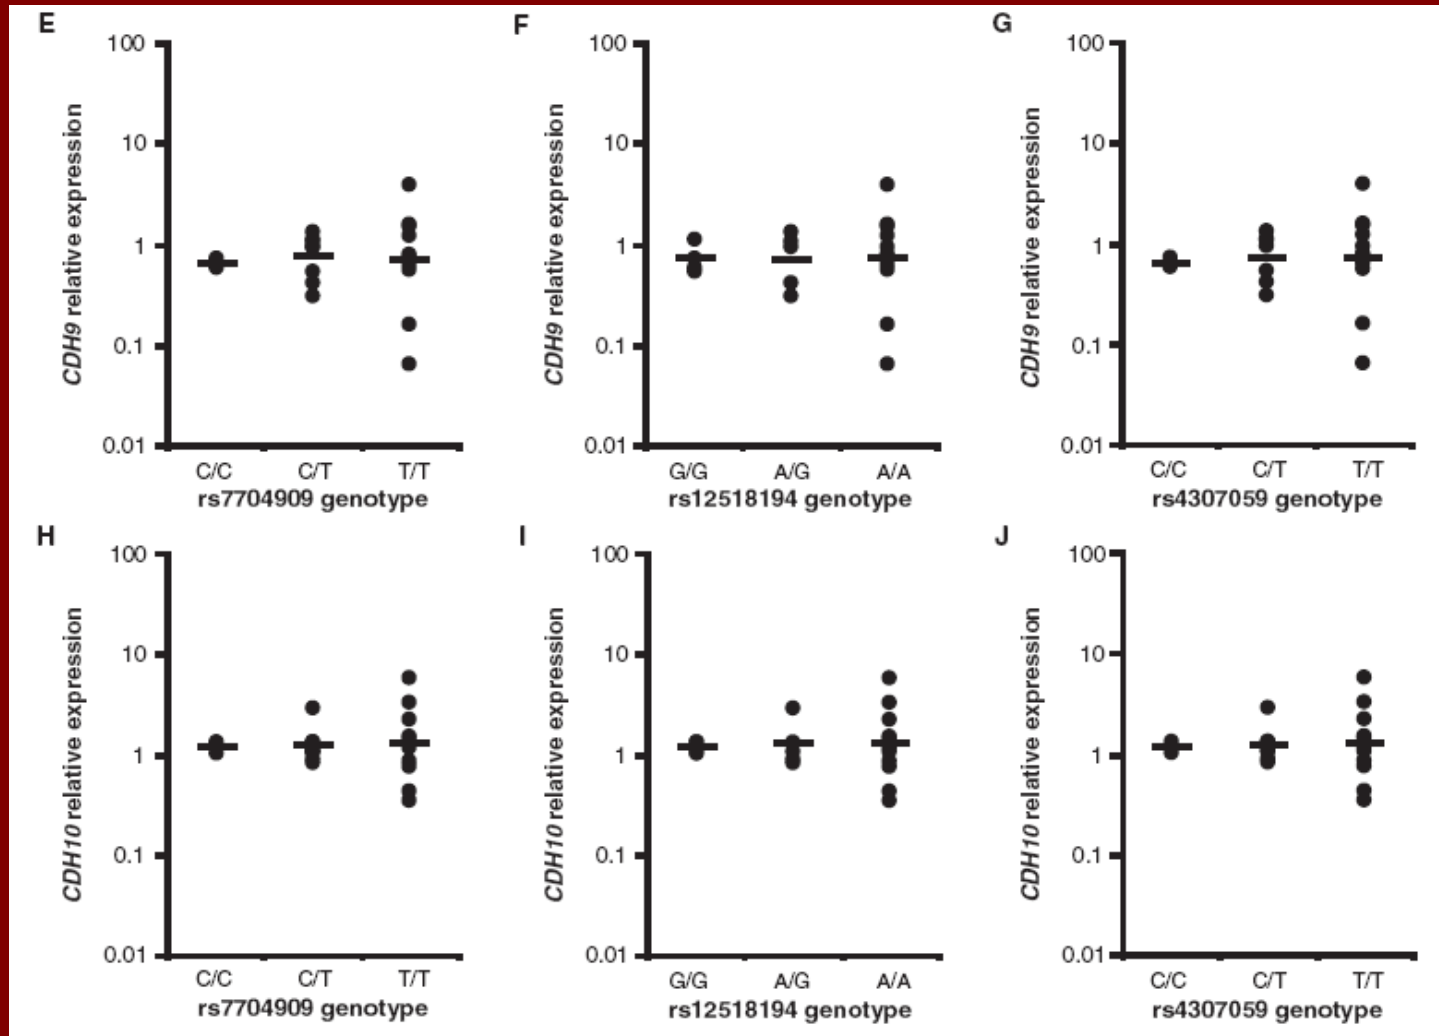 E
100
10
1
0.1
0.01
CDH9 relative expression
C/C C/T T/T
rs7704909 genotype
F
100
10
1
0.1
0.01
CDH9 relative expression
G/G A/G A/A
rs12518194 genotype
G
100
10
1
0.1
0.01
CDH9 relative expression
C/C C/T T/T
rs4307059 genotype
H
100
10
1
0.1
0.01
CDH10 relative expression
C/C C/T T/T
rs7704909 genotype
I
100
10
1
0.1
0.01
CDH10 relative expression
G/G A/G A/A
rs12518194 genotype
J
100
10
1
0.1
0.01
CDH10 relative expression
C/C C/T T/T
rs4307059 genotype